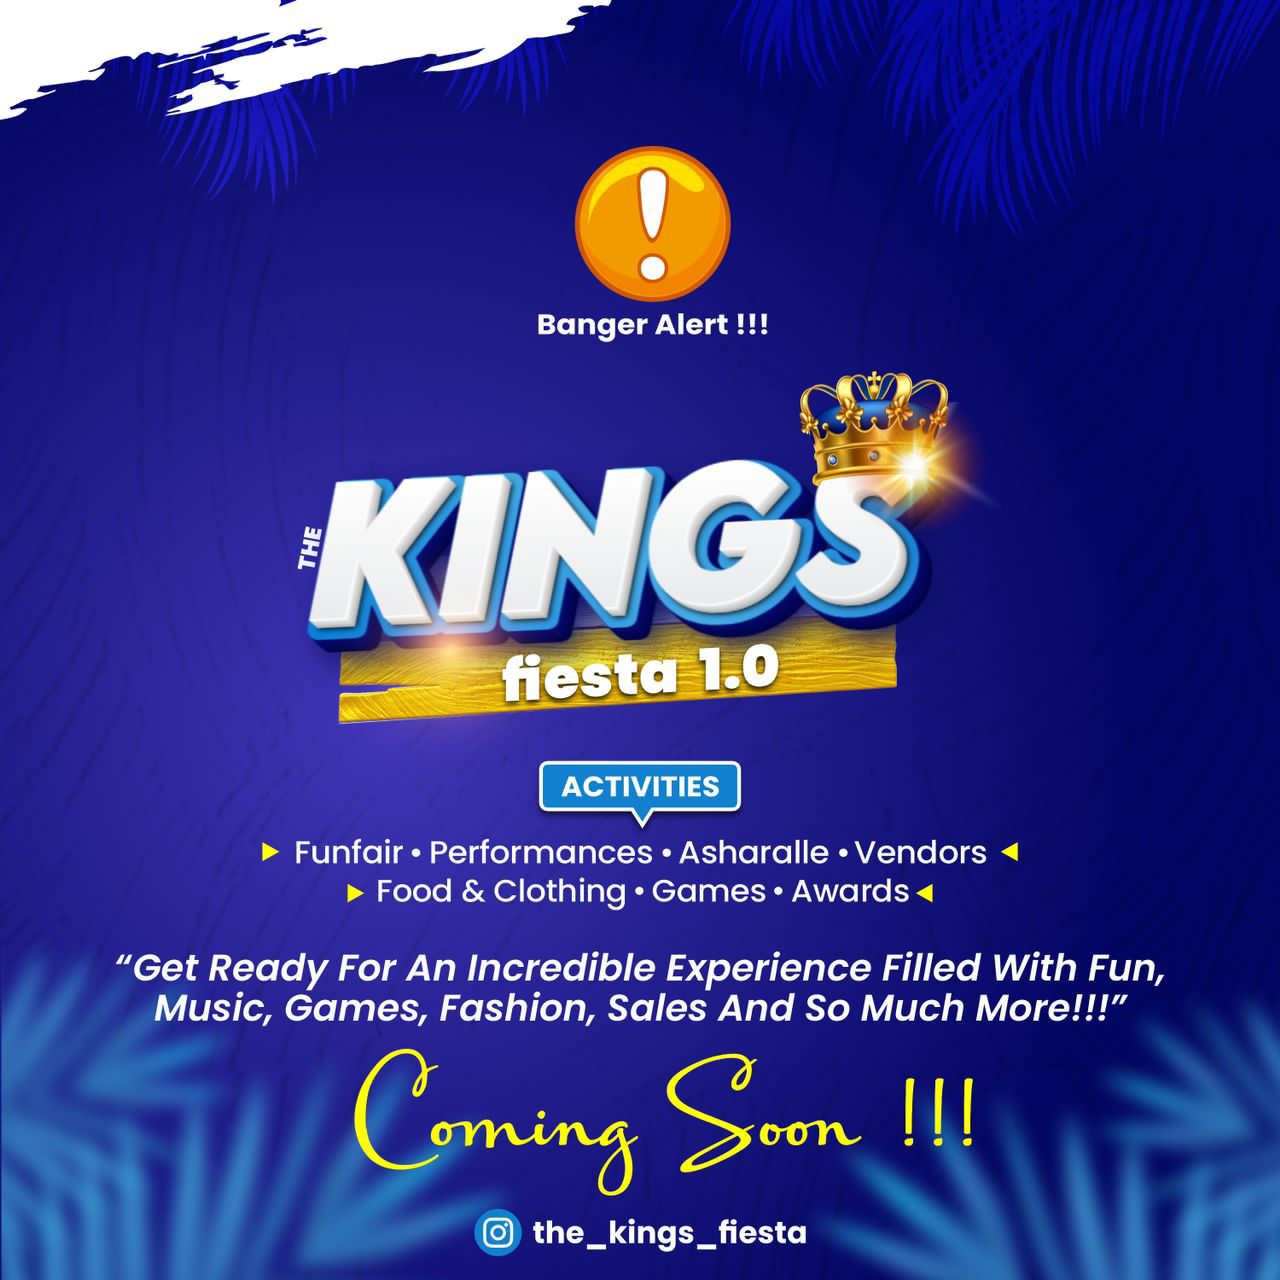 Banger Alert !!!
THE
KINGS
fiesta 1.0
ACTIVITIES
Funfair • Performances • Asharalle • Vendors
Food & Clothing • Games • Awards
“Get Ready For An Incredible Experience Filled With Fun,
Music, Games, Fashion, Sales And So Much More!!!”
Coming Soon !!!
the_kings_fiesta